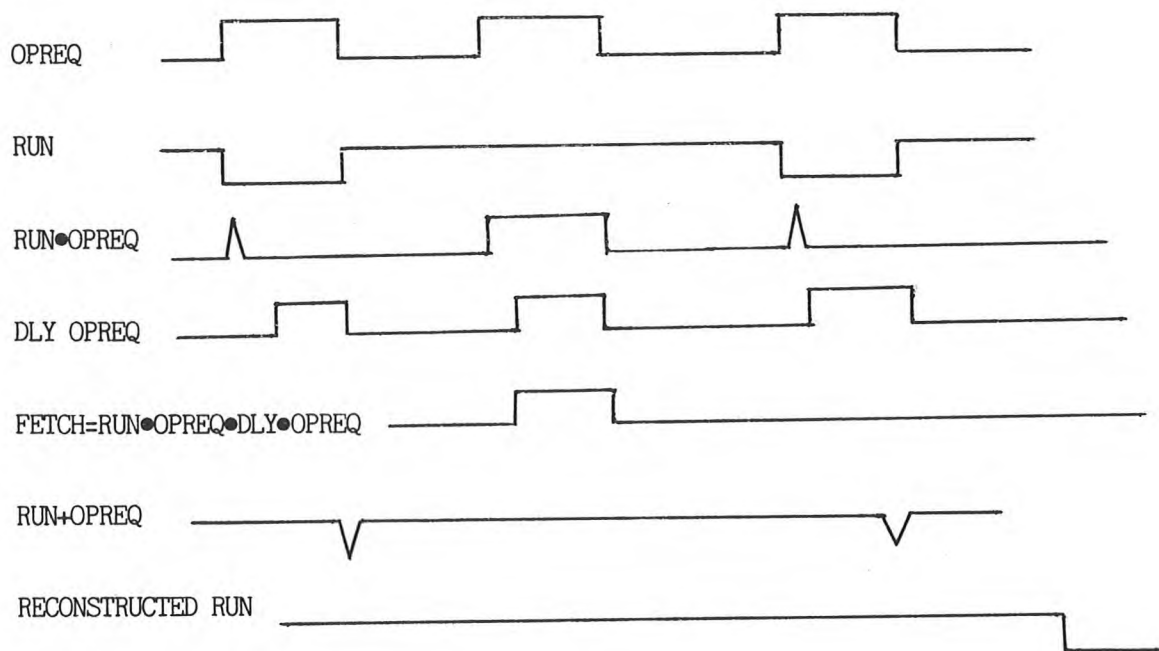 OPREQ
RUN
RUN●OPREQ
DLY OPREQ
FETCH=RUN●OPREQ●DLY●OPREQ
RUN+OPREQ
RECONSTRUCTED RUN